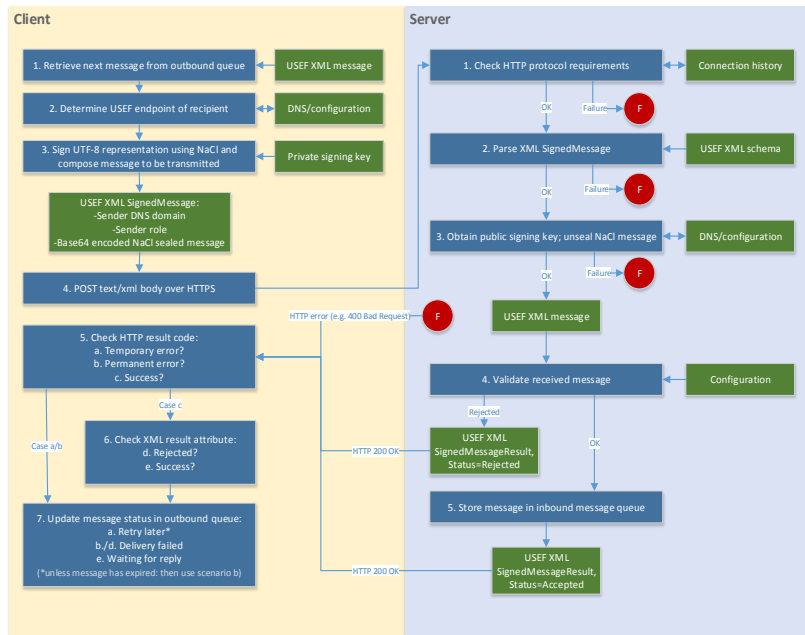 Client
1. Retrieve next message from outbound queue
USEF XML message
2. Determine USEF endpoint of recipient
DNS/configuration
3. Sign UTF-8 representation using NaCl and
compose message to be transmitted
Private signing key
USEF XML SignedMessage:
-Sender DNS domain
-Sender role
-Base64 encoded NaCl sealed message
4. POST text/xml body over HTTPS
5. Check HTTP result code:
a. Temporary error?
b. Permanent error?
c. Success?
Case c
Case a/b
6. Check XML result attribute:
d. Rejected?
e. Success?
7. Update message status in outbound queue:
a. Retry later*
b./d. Delivery failed
e. Waiting for reply
(*unless message has expired: then use scenario b)
Server
1. Check HTTP protocol requirements
Connection history
OK
Failure
F
2. Parse XML SignedMessage
USEF XML schema
OK
Failure
F
3. Obtain public signing key; unseal NaCl message
DNS/configuration
OK
Failure
F
HTTP error (e.g. 400 Bad Request)
F
USEF XML message
4. Validate received message
Configuration
Rejected
OK
HTTP 200 OK
USEF XML
SignedMessageResult,
Status=Rejected
5. Store message in inbound message queue
HTTP 200 OK
USEF XML
SignedMessageResult,
Status=Accepted